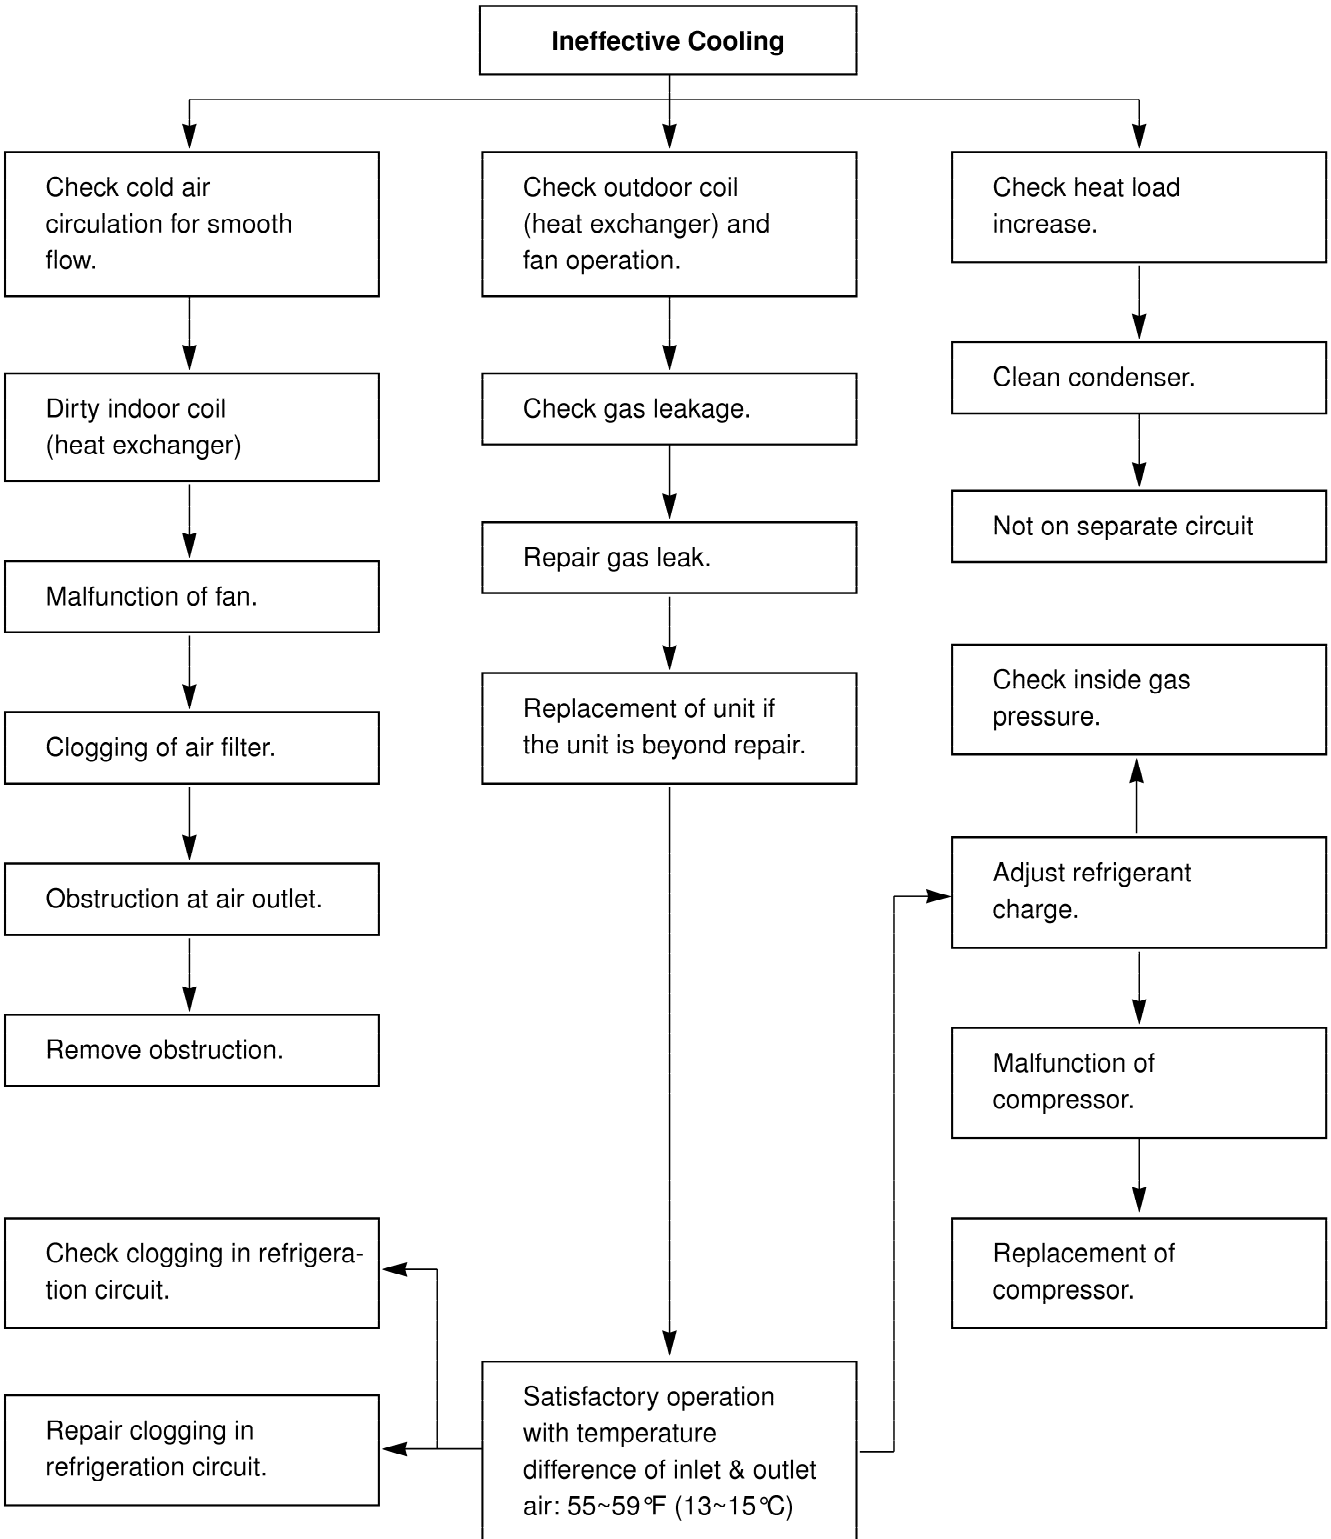 Ineffective Cooling
Check cold air
circulation for smooth
flow.
Dirty indoor coil
(heat exchanger)
Malfunction of fan.
Clogging of air filter.
Obstruction at air outlet.
Remove obstruction.
Check clogging in refrigera-
tion circuit.
Repair clogging in
refrigeration circuit.
Check outdoor coil
(heat exchanger) and
fan operation.
Check gas leakage.
Repair gas leak.
Replacement of unit if
the unit is beyond repair.
Satisfactory operation
with temperature
difference of inlet & outlet
air: 55~59°F (13~15°C)
Check heat load
increase.
Clean condenser.
Not on separate circuit
Check inside gas
pressure.
Adjust refrigerant
charge.
Malfunction of
compressor.
Replacement of
compressor.